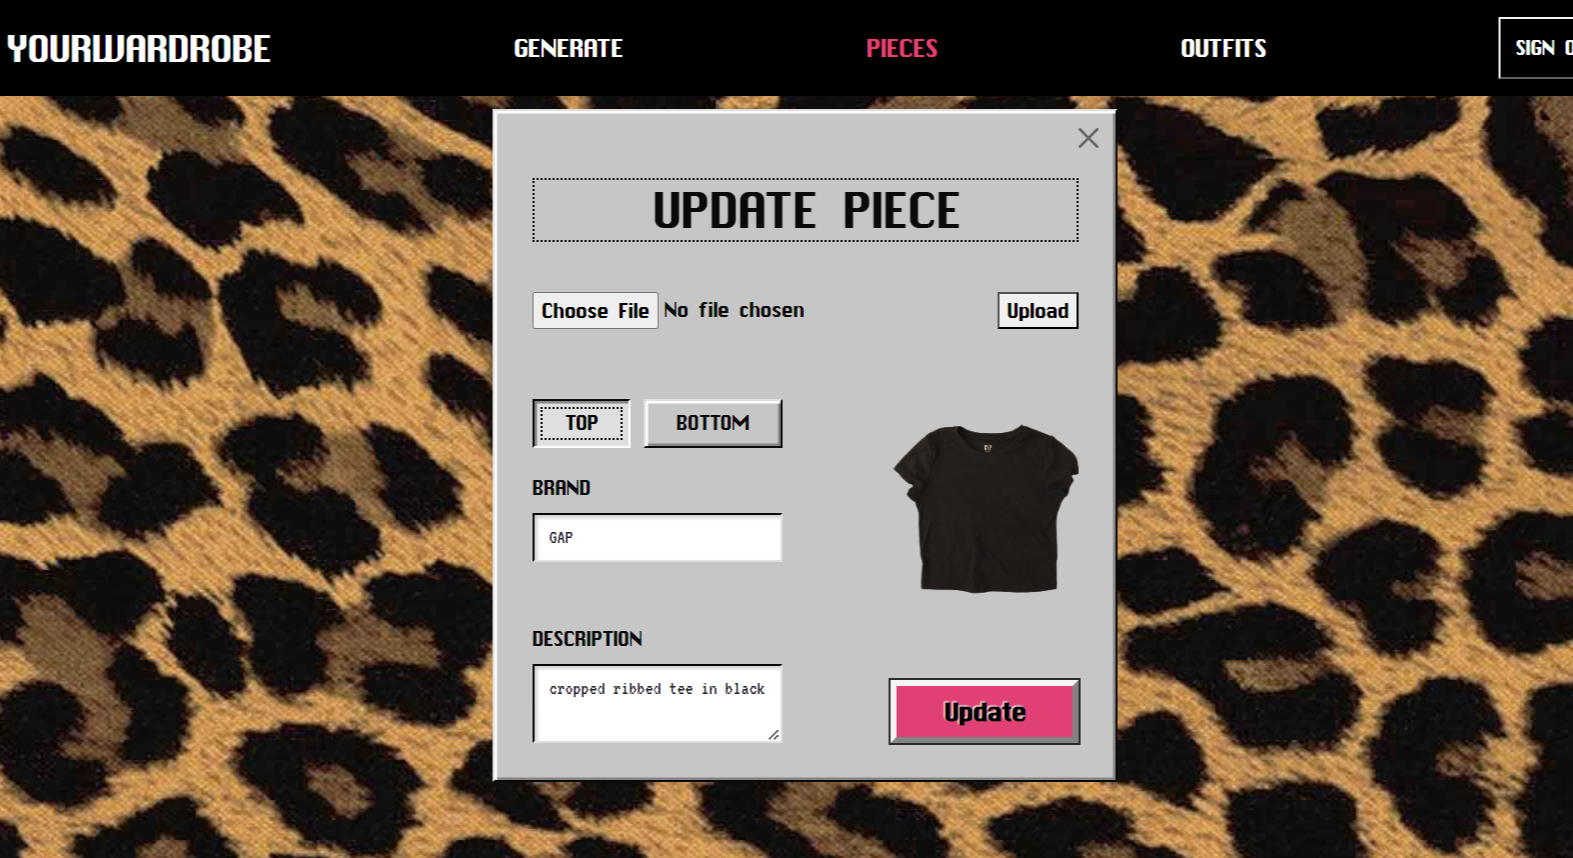 YOURWARDROBE
GENERATE
PIECES
OUTFITS
SIGN
UPDATE PIECE
Choose File No file chosen
Upload
TOP
BOTTOM
BRAND
GAP
DESCRIPTION
cropped ribbed tee in black
Update